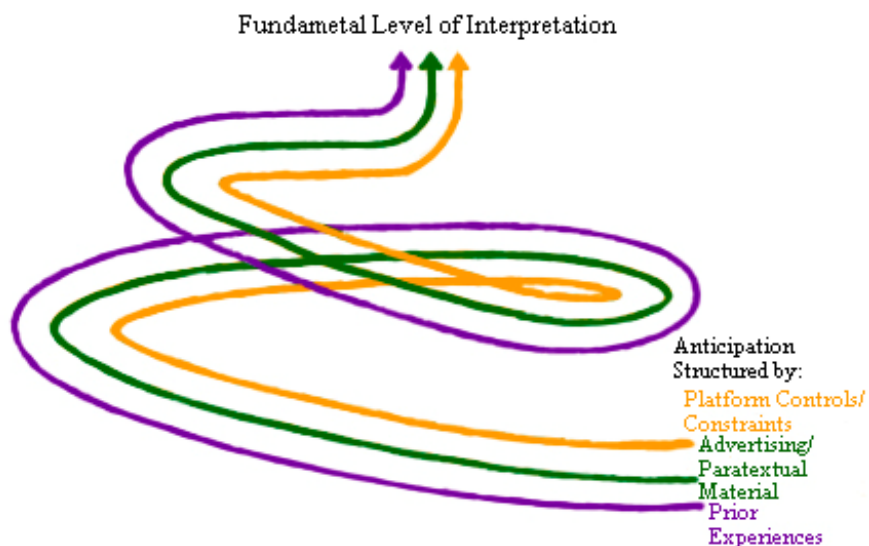 Fundametal Level of Interpretation
Anticipation
Structured by:
Platform Controls/
Constraints
Advertising/
Paratextual
Material
Prior
Experiences